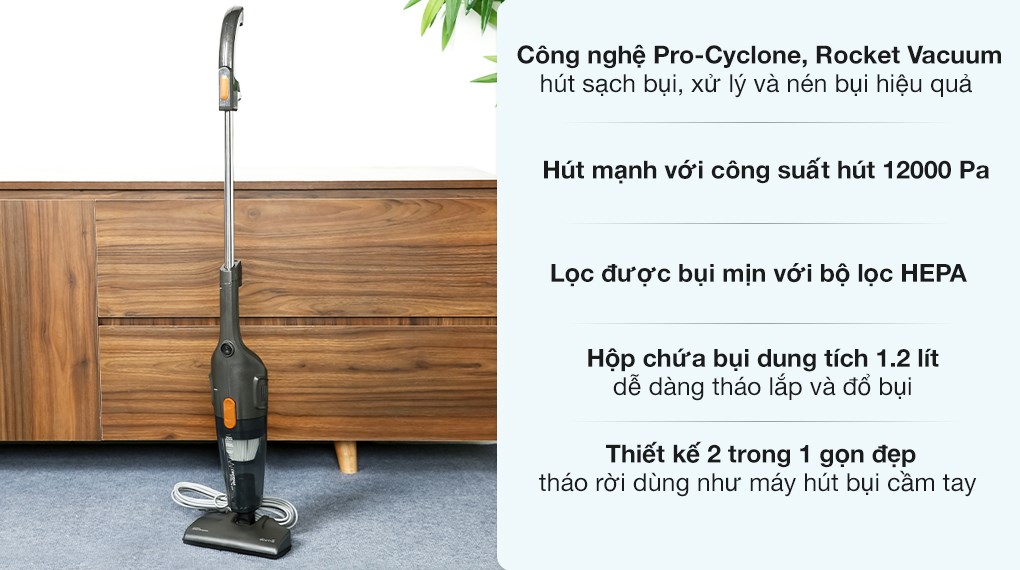 Công nghệ Pro-Cyclone, Rocket Vacuum
hút sạch bụi, xử lý và nén bụi hiệu quả
Hút mạnh với công suất hút 12000 Pa
Lọc được bụi mịn với bộ lọc HEPA
Hộp chứa bụi dung tích 1.2 lít
dễ dàng tháo lắp và đổ bụi
Thiết kế 2 trong 1 gọn đẹp
tháo rời dùng như máy hút bụi cầm tay